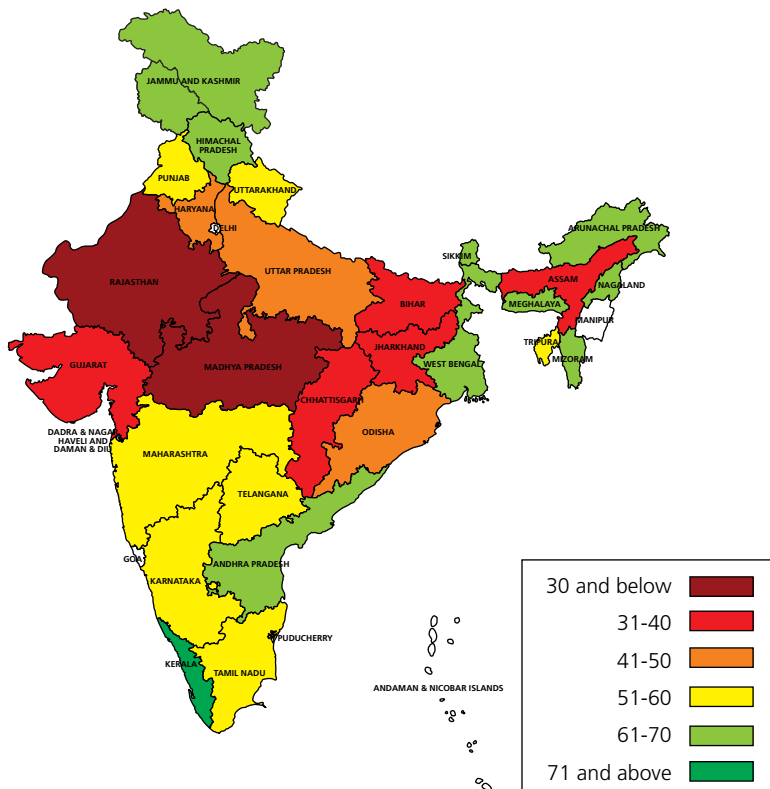 JAMMU AND KASHMIR
HIMACHAL
PRADESH
PUNJAB
UTTARAKHAND
HARYANA
DELHI
ARUNACHAL PRADESH
SIKKIM
RAJASTHAN
UTTAR PRADESH
ASSAM
NAGALAND
BIHAR
MEGHALAYA
MANIPUR
TRIPURA
JHARKHAND
MIZORAM
GUJARAT
MADHYA PRADESH
WEST BENGAL
CHHATTISGARH
DADRA & NAGAR
HAVELI AND
DAMAN & DIU
ODISHA
MAHARASHTRA
TELANGANA
GOA
ANDHRA PRADESH
KARNATAKA
PUDUCHERRY
KERALA
TAMIL NADU
ANDAMAN & NICOBAR ISLANDS
30 and below
31-40
41-50
51-60
61-70
71 and above